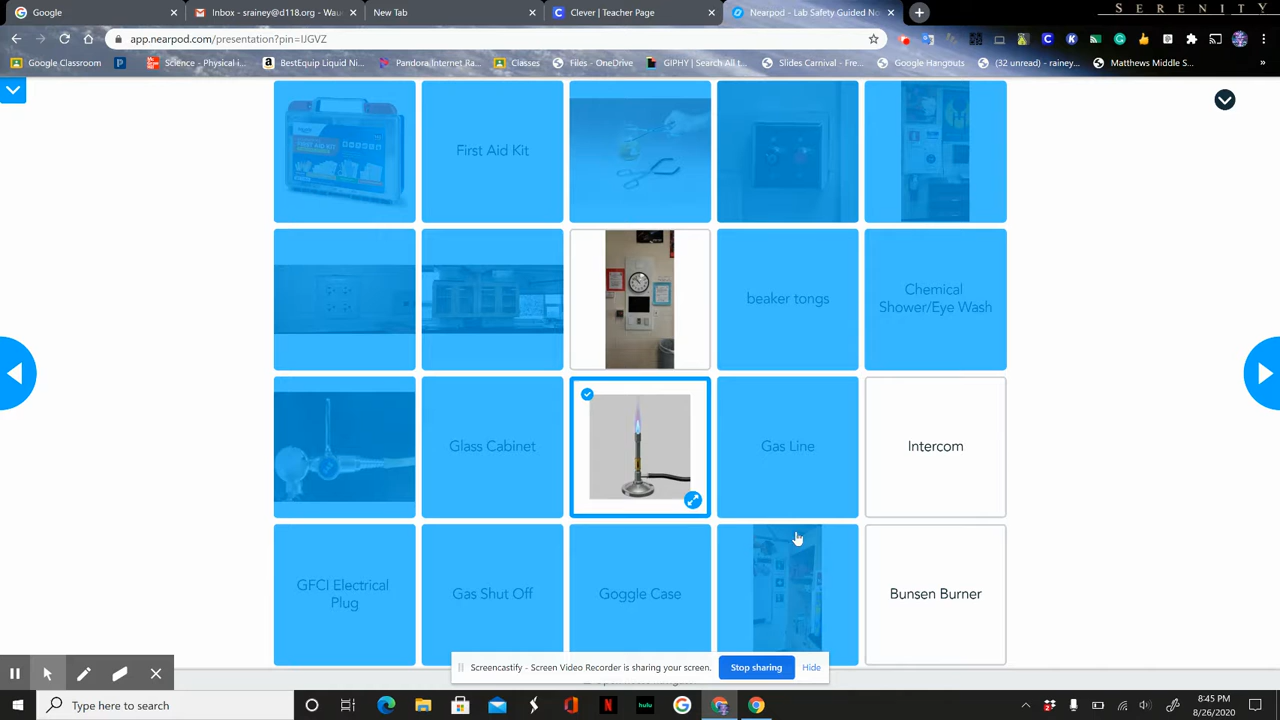 Google
Inbox - srainey@d118.org - Wau
New Tab
Clever | Teacher Page
Nearpod - Lab Safety Guided No
SERENITY
app.nearpod.com/presentation?pin=IJGVZ
Google Classroom
Science - Physical i...
BestEquip Liquid Ni...
Pandora Internet Ra...
Classes
Files - OneDrive
GIPHY | Search All t...
Slides Carnival - Fre...
Google Hangouts
(32 unread) - rainey...
Matthews Middle S...
FIRST AID KIT
First Aid Kit
beaker tongs
Chemical
Shower/Eye Wash
Glass Cabinet
Gas Line
Intercom
GFCI Electrical
Plug
Gas Shut Off
Goggle Case
Bunsen Burner
Screencastify - Screen Video Recorder is sharing your screen.
Stop sharing
Hide
Type here to search
hulu
8:45 PM
8/26/2020